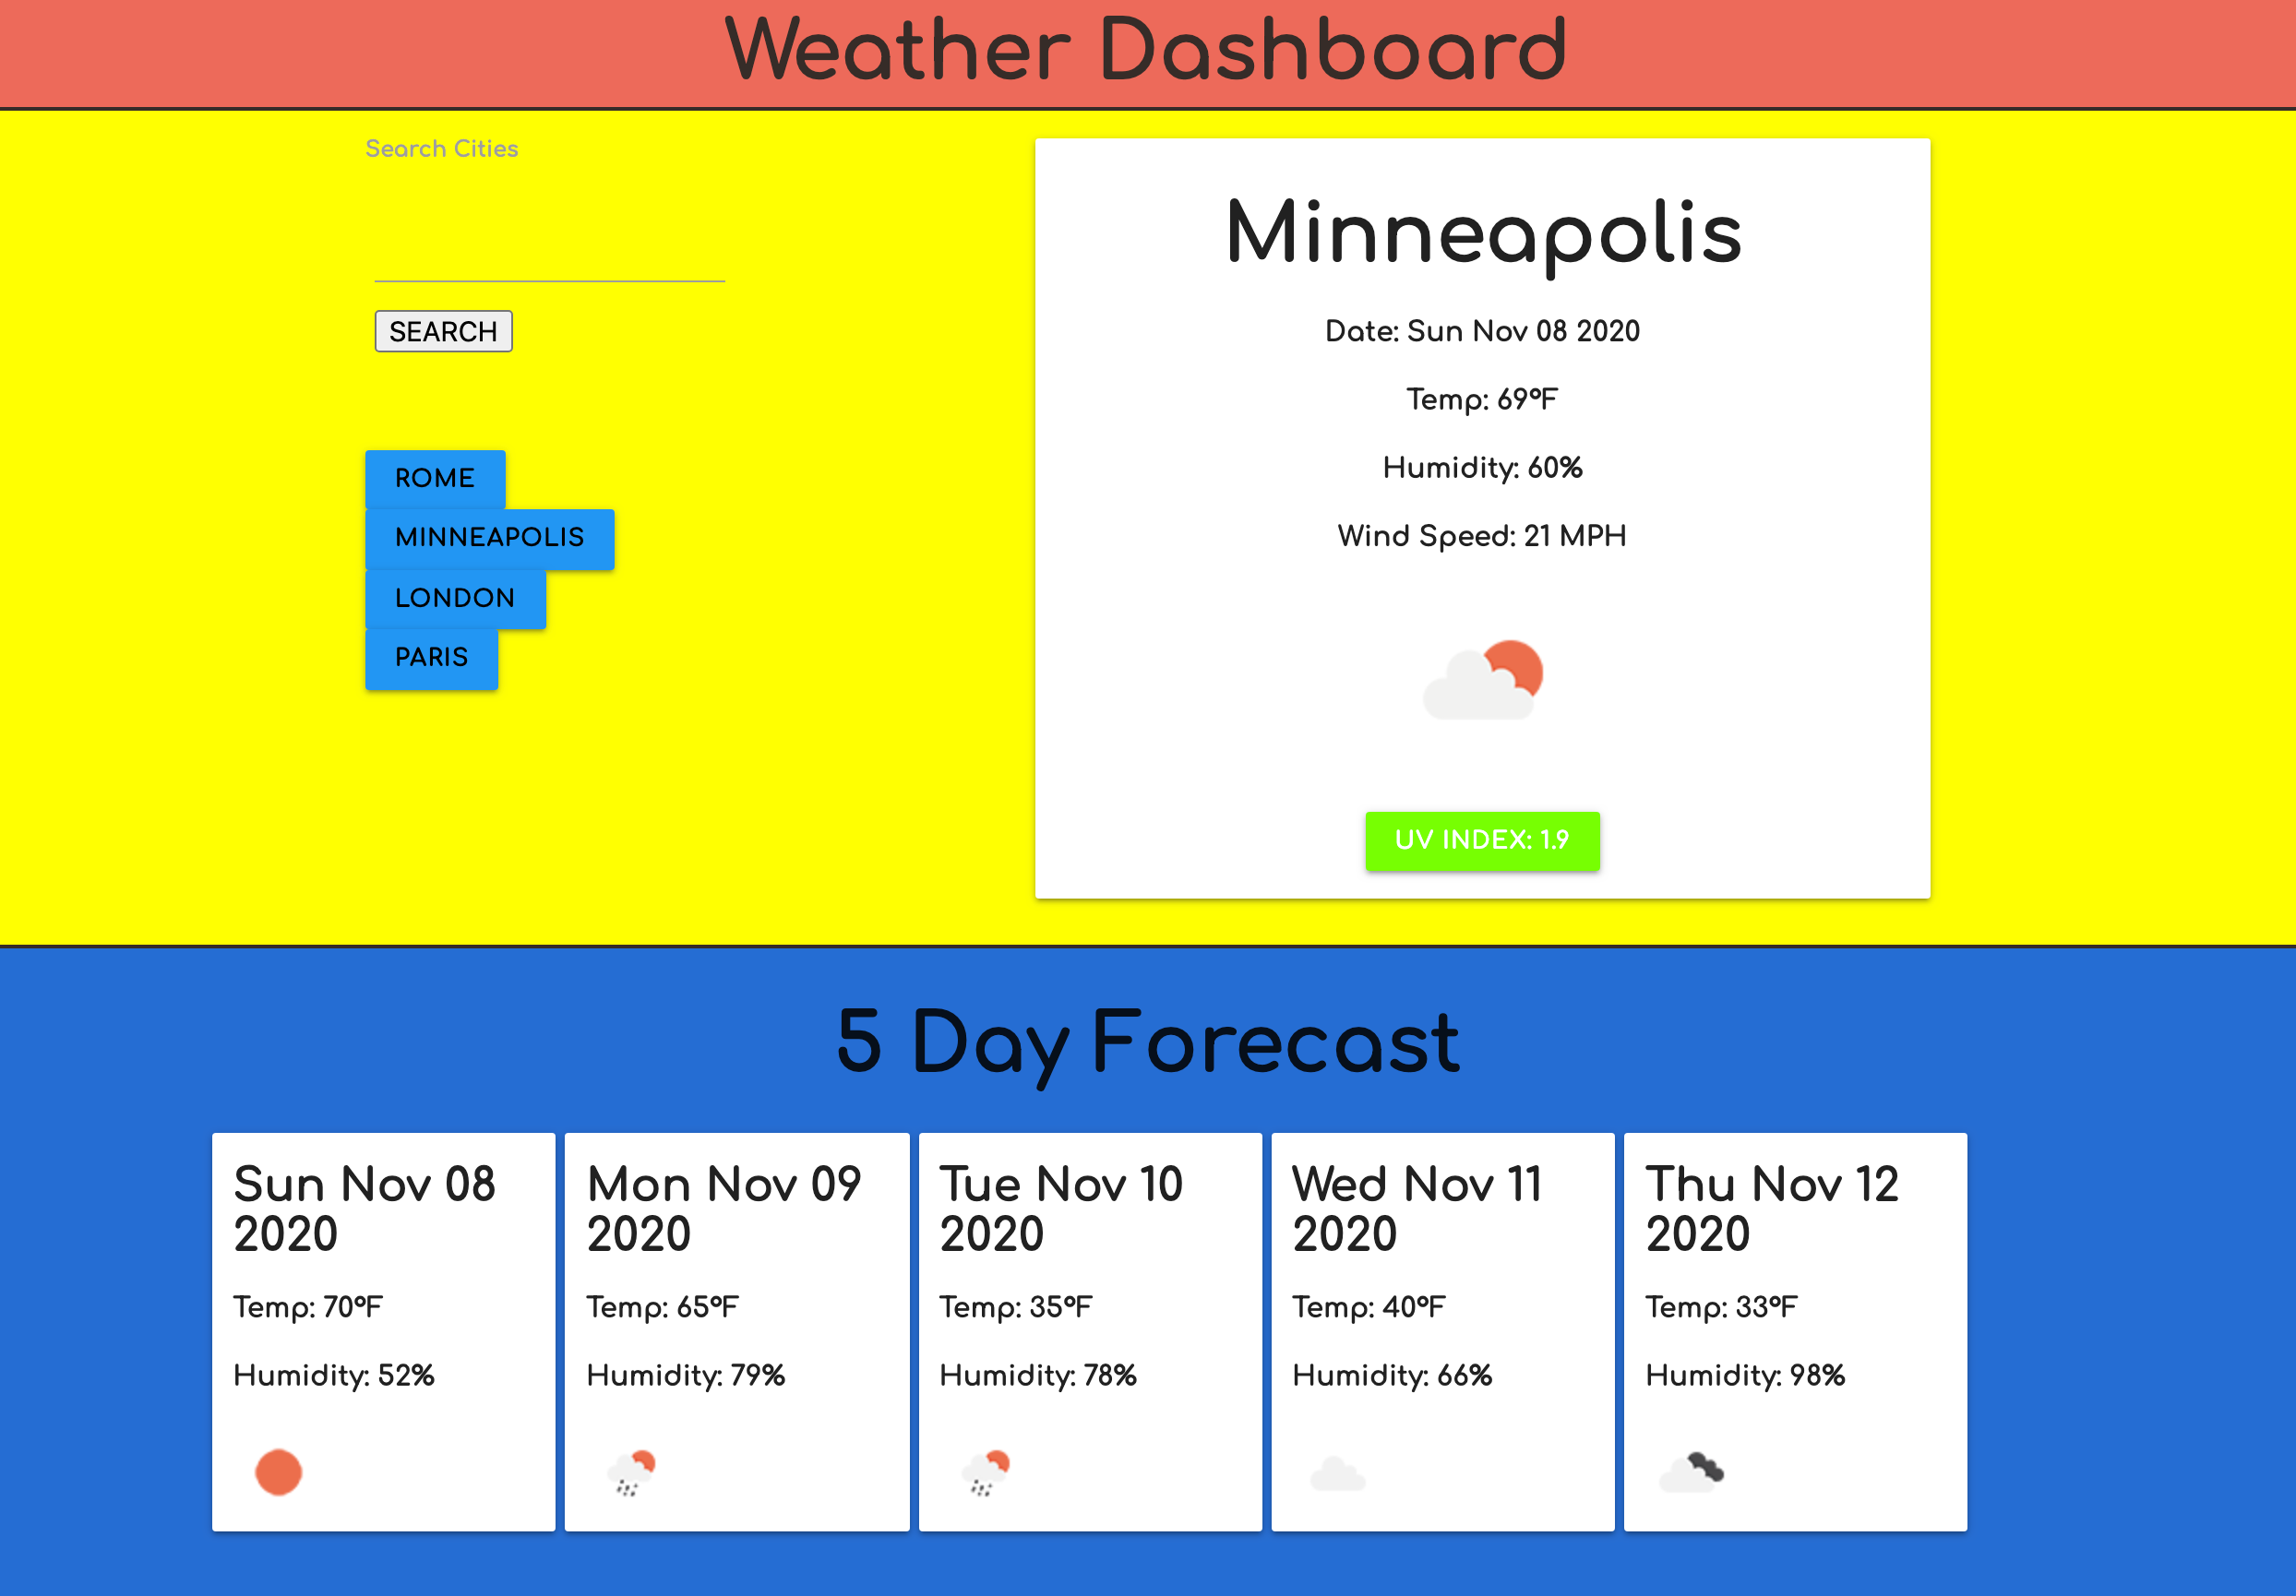 Weather Dashboard
Search Cities
SEARCH
ROME
MINNEAPOLIS
LONDON
PARIS
Minneapolis
Date: Sun Nov 08 2020
Temp: 69°F
Humidity: 60%
Wind Speed: 21 MPH
UV INDEX: 1.9
5 Day Forecast
Sun Nov 08
2020
Temp: 70°F
Humidity: 52%
Mon Nov 09
2020
Temp: 65°F
Humidity: 79%
Tue Nov 10
2020
Temp: 35°F
Humidity: 78%
Wed Nov 11
2020
Temp: 40°F
Humidity: 66%
Thu Nov 12
2020
Temp: 33°F
Humidity: 98%